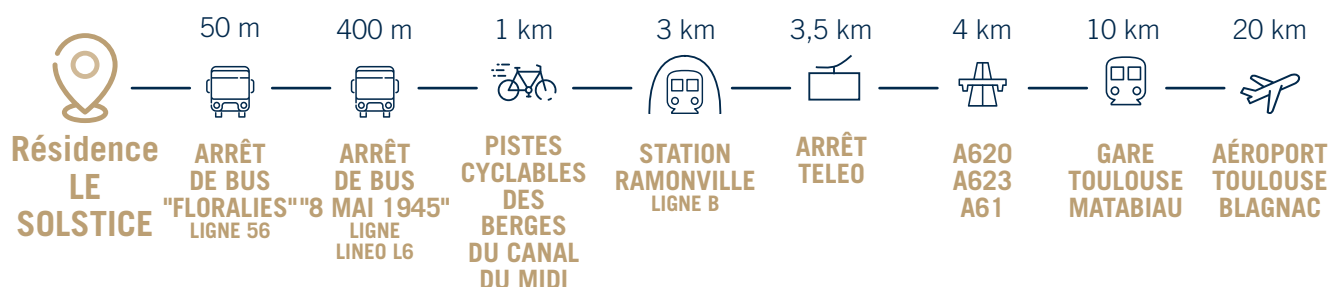 50 m
400 m
1 km
3 km
3,5 km
4 km
10 km
20 km
Résidence
LE
SOLSTICE
ARRÊT
DE BUS
"FLORALIES"
LIGNE 56
ARRÊT
DE BUS
"8 MAI 1945"
LIGNE
LINEO L6
PISTES
CYCLABLES
DES
BERGES
DU CANAL
DU MIDI
STATION
RAMONVILLE
LIGNE B
ARRÊT
TELEO
A620
A623
A61
GARE
TOULOUSE
MATABIAU
AÉROPORT
TOULOUSE
BLAGNAC